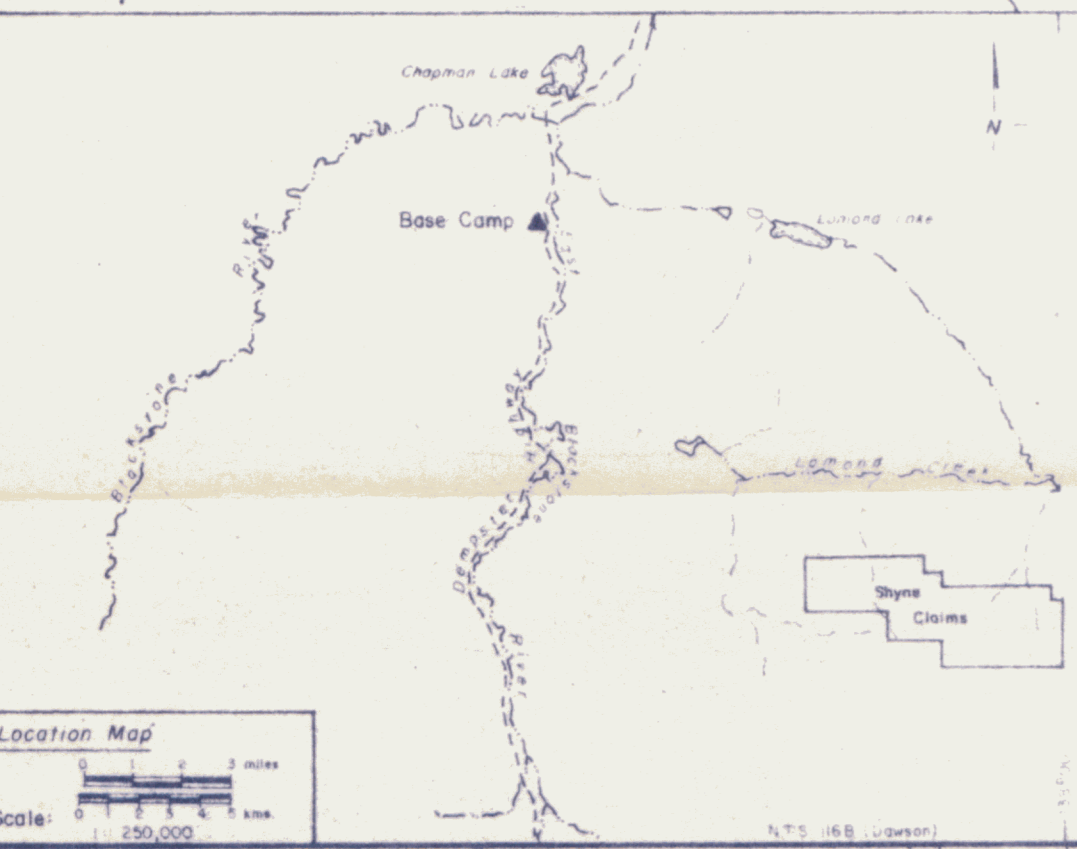 Chapman Lake
N
Base Camp
Lomond Lake
East
Blackstone
River
Dempster
Highway
Blackstone
River
Lomond Creek
Shyne
Claims
Location Map
0 1 2 3 miles
0 1 2 3 4 5 kms.
Scale:
1:250,000
N.T.S 116B (Dawson)